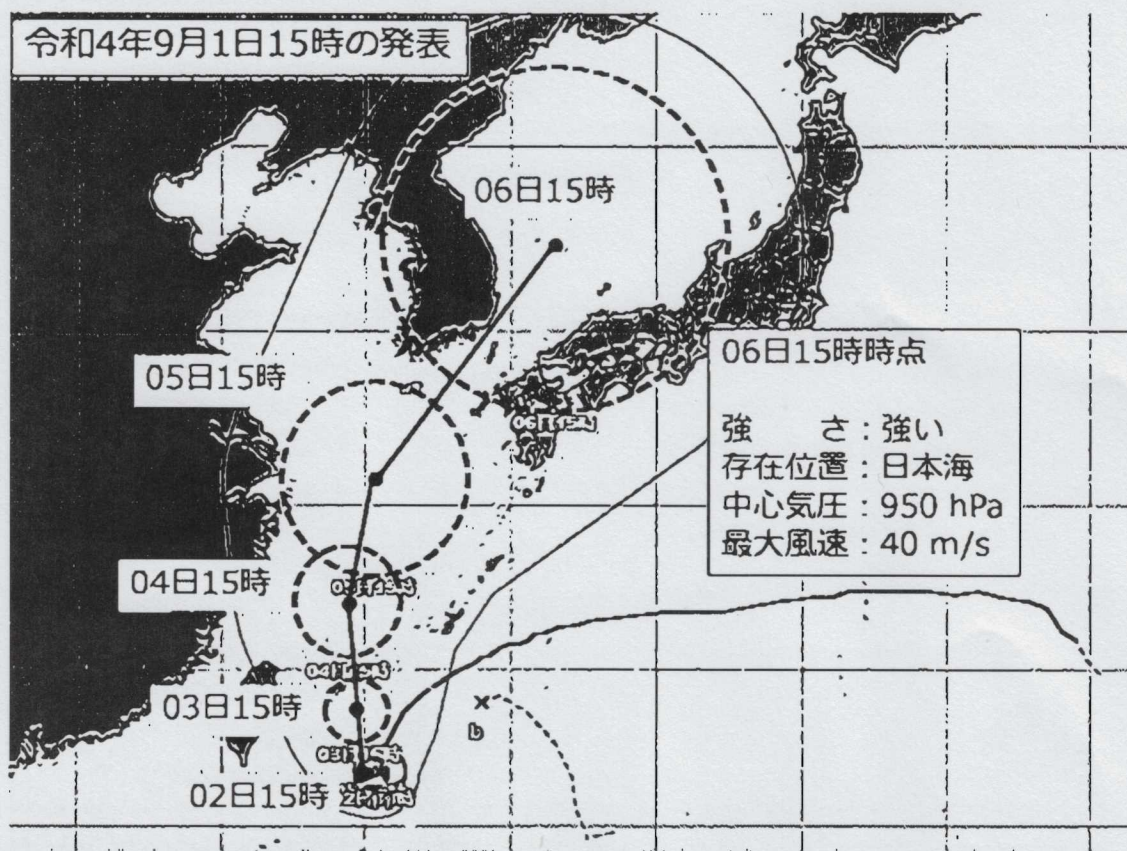 令和4年9月1日15時の発表
06日15時
05日15時
06日15時時点
強　　さ：強い
存在位置：日本海
中心気圧：950 hPa
最大風速：40 m/s
04日15時
03日15時
b
02日15時